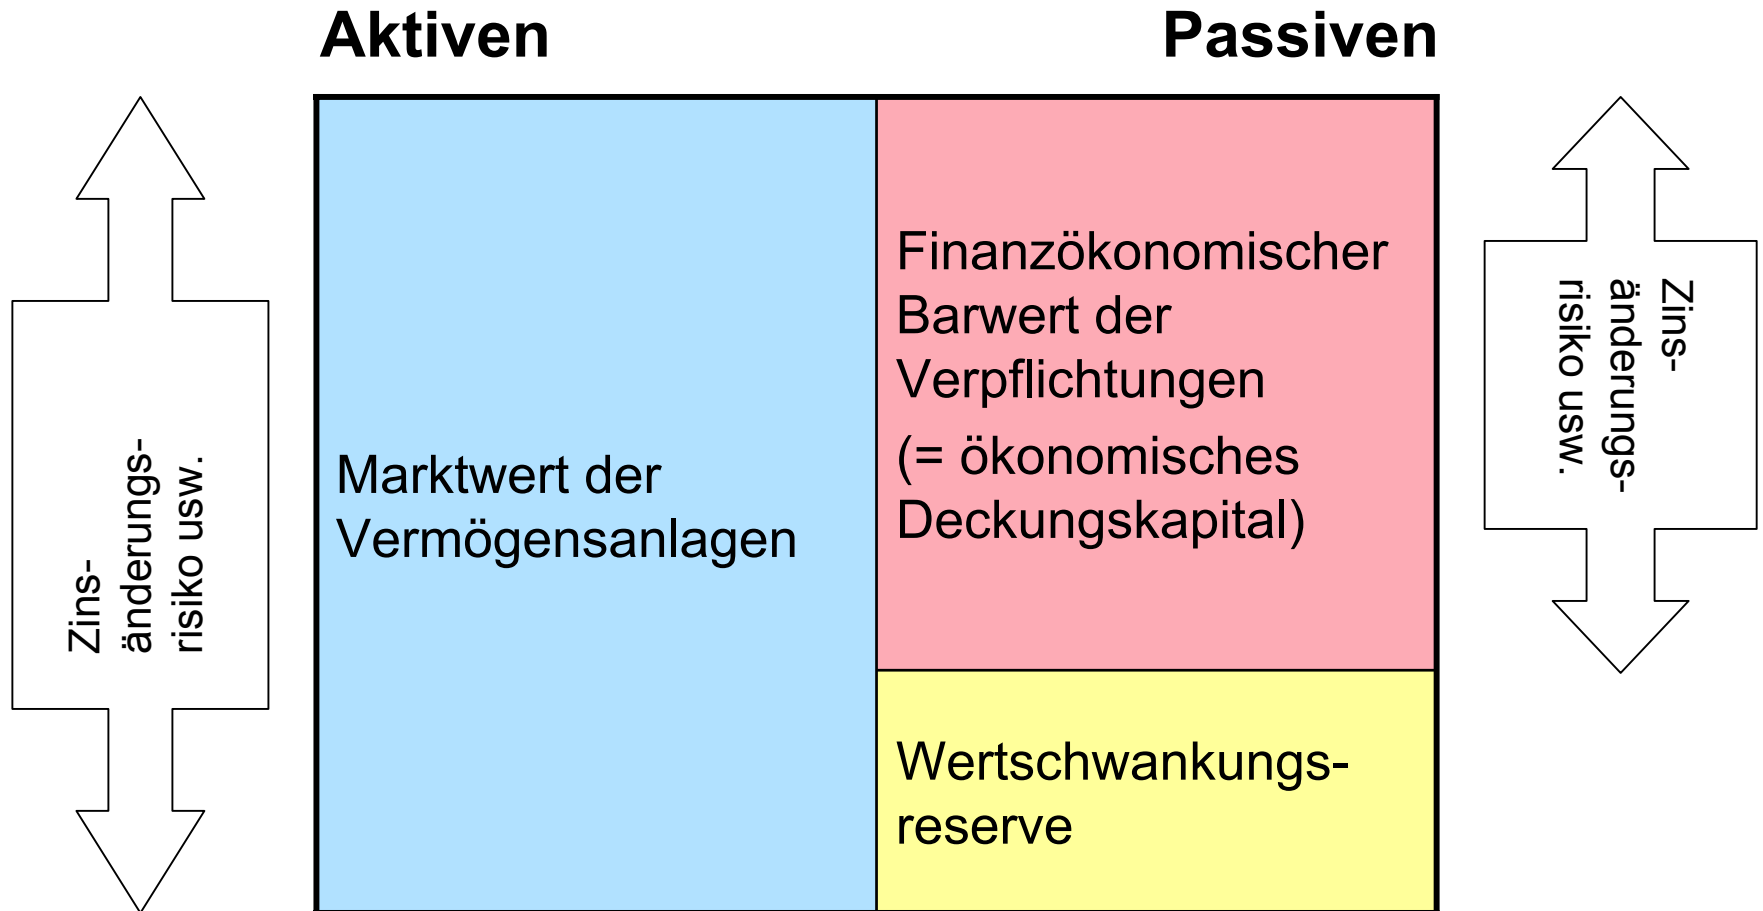 Aktiven
Passiven
Zins-
änderungs-
risiko usw.
Marktwert der
Vermögensanlagen
Finanzökonomischer
Barwert der
Verpflichtungen
(= ökonomisches
Deckungskapital)
Wertschwankungs-
reserve
Zins-
änderungs-
risiko usw.